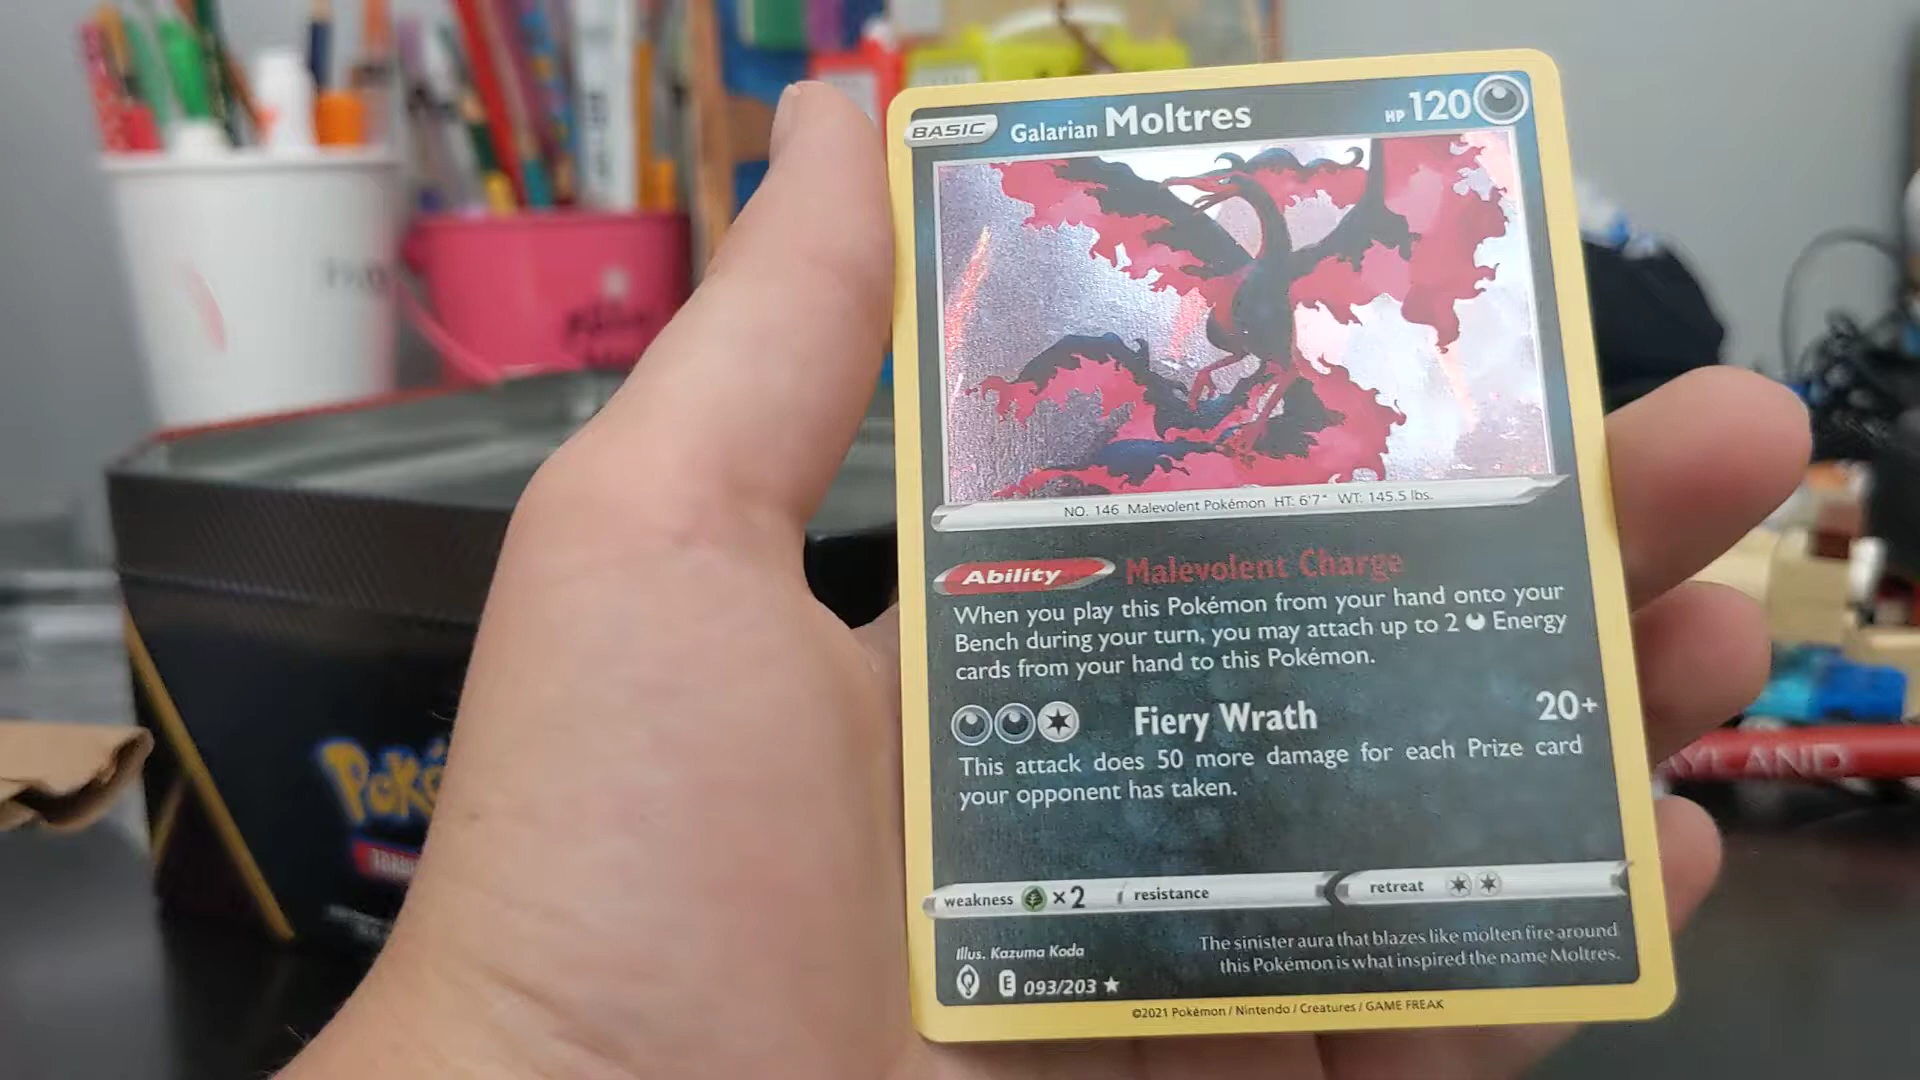 BASIC Galarian Moltres HP 120
NO. 146 Malevolent Pokémon HT: 6'7" WT: 145.5 lbs.
Ability Malevolent Charge
When you play this Pokémon from your hand onto your
Bench during your turn, you may attach up to 2 Energy
cards from your hand to this Pokémon.
Fiery Wrath 20+
This attack does 50 more damage for each Prize card
your opponent has taken.
weakness ×2 resistance retreat
Illus. Kazuma Koda
The sinister aura that blazes like molten fire around
this Pokémon is what inspired the name Moltres.
E 093/203 ★
©2021 Pokémon / Nintendo / Creatures / GAME FREAK
Poké
AYLAND